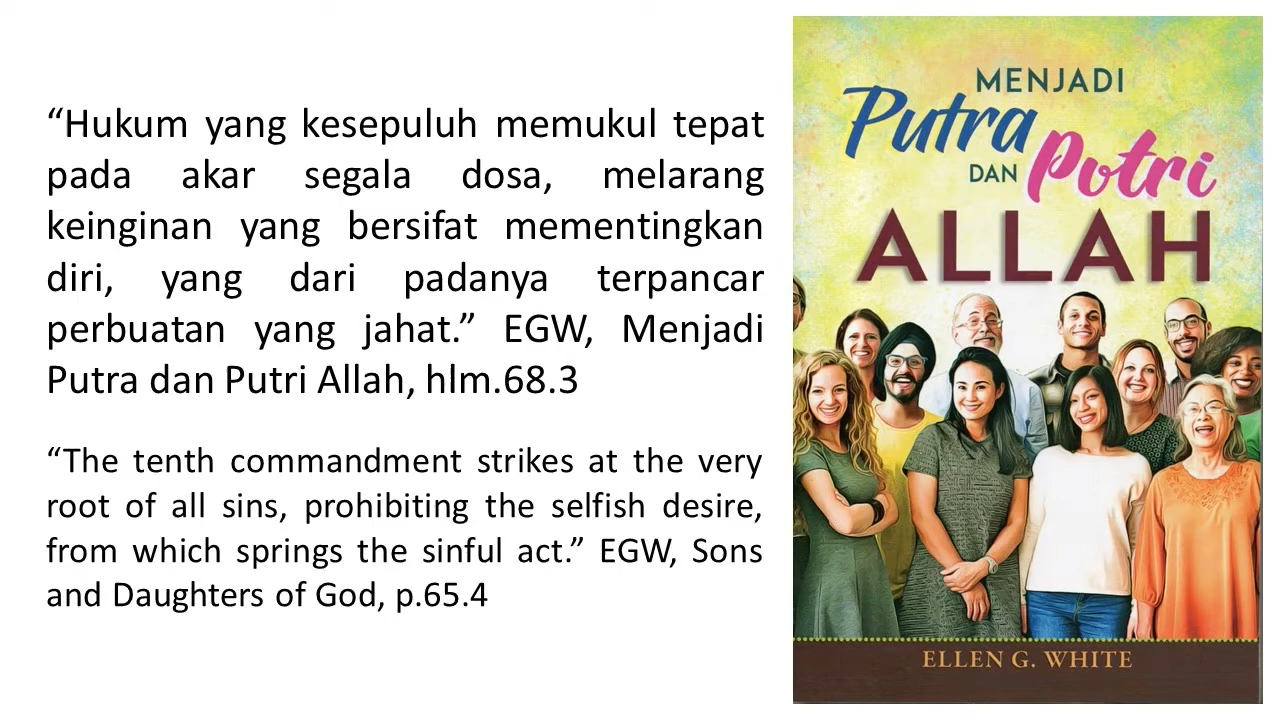 “Hukum yang kesepuluh memukul tepat
pada akar segala dosa, melarang
keinginan yang bersifat mementingkan
diri, yang dari padanya terpancar
perbuatan yang jahat.” EGW, Menjadi
Putra dan Putri Allah, hlm.68.3
“The tenth commandment strikes at the very
root of all sins, prohibiting the selfish desire,
from which springs the sinful act.” EGW, Sons
and Daughters of God, p.65.4
MENJADI
Putra
DAN Potri
ALLAH
ELLEN G. WHITE